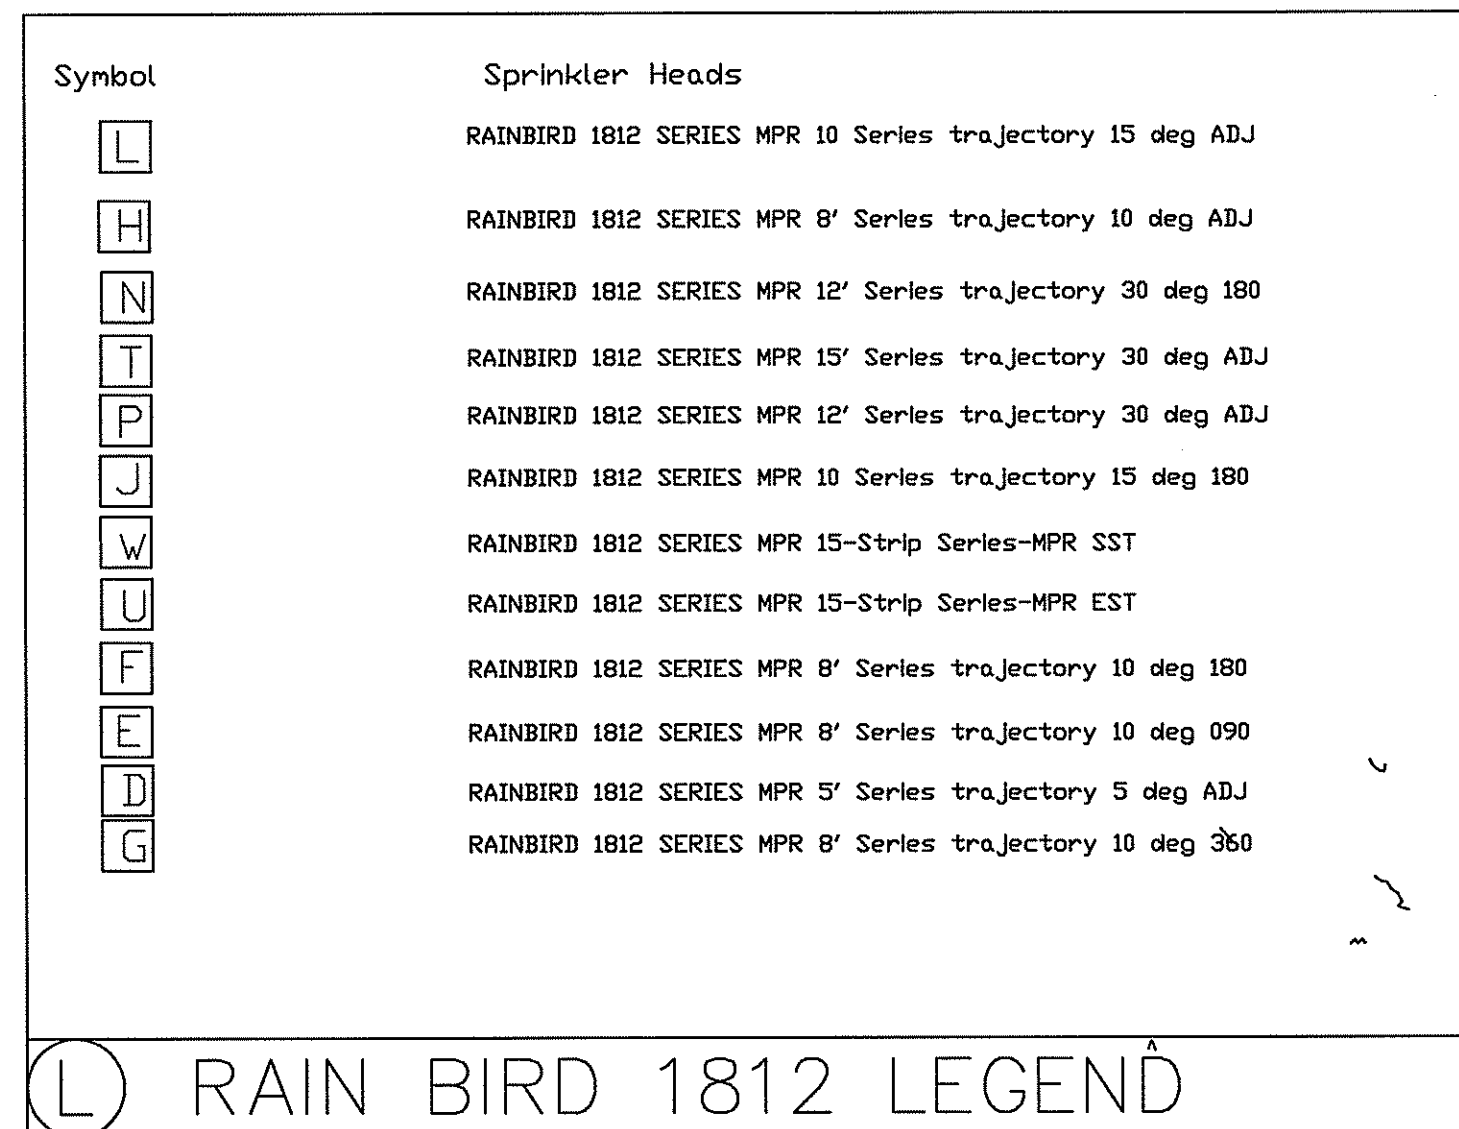 Symbol Sprinkler Heads
L RAINBIRD 1812 SERIES MPR 10 Series trajectory 15 deg ADJ
H RAINBIRD 1812 SERIES MPR 8' Series trajectory 10 deg ADJ
N RAINBIRD 1812 SERIES MPR 12' Series trajectory 30 deg 180
T RAINBIRD 1812 SERIES MPR 15' Series trajectory 30 deg ADJ
P RAINBIRD 1812 SERIES MPR 12' Series trajectory 30 deg ADJ
J RAINBIRD 1812 SERIES MPR 10 Series trajectory 15 deg 180
W RAINBIRD 1812 SERIES MPR 15-Strip Series-MPR SST
U RAINBIRD 1812 SERIES MPR 15-Strip Series-MPR EST
F RAINBIRD 1812 SERIES MPR 8' Series trajectory 10 deg 180
E RAINBIRD 1812 SERIES MPR 8' Series trajectory 10 deg 090
D RAINBIRD 1812 SERIES MPR 5' Series trajectory 5 deg ADJ
G RAINBIRD 1812 SERIES MPR 8' Series trajectory 10 deg 360
L RAIN BIRD 1812 LEGEND